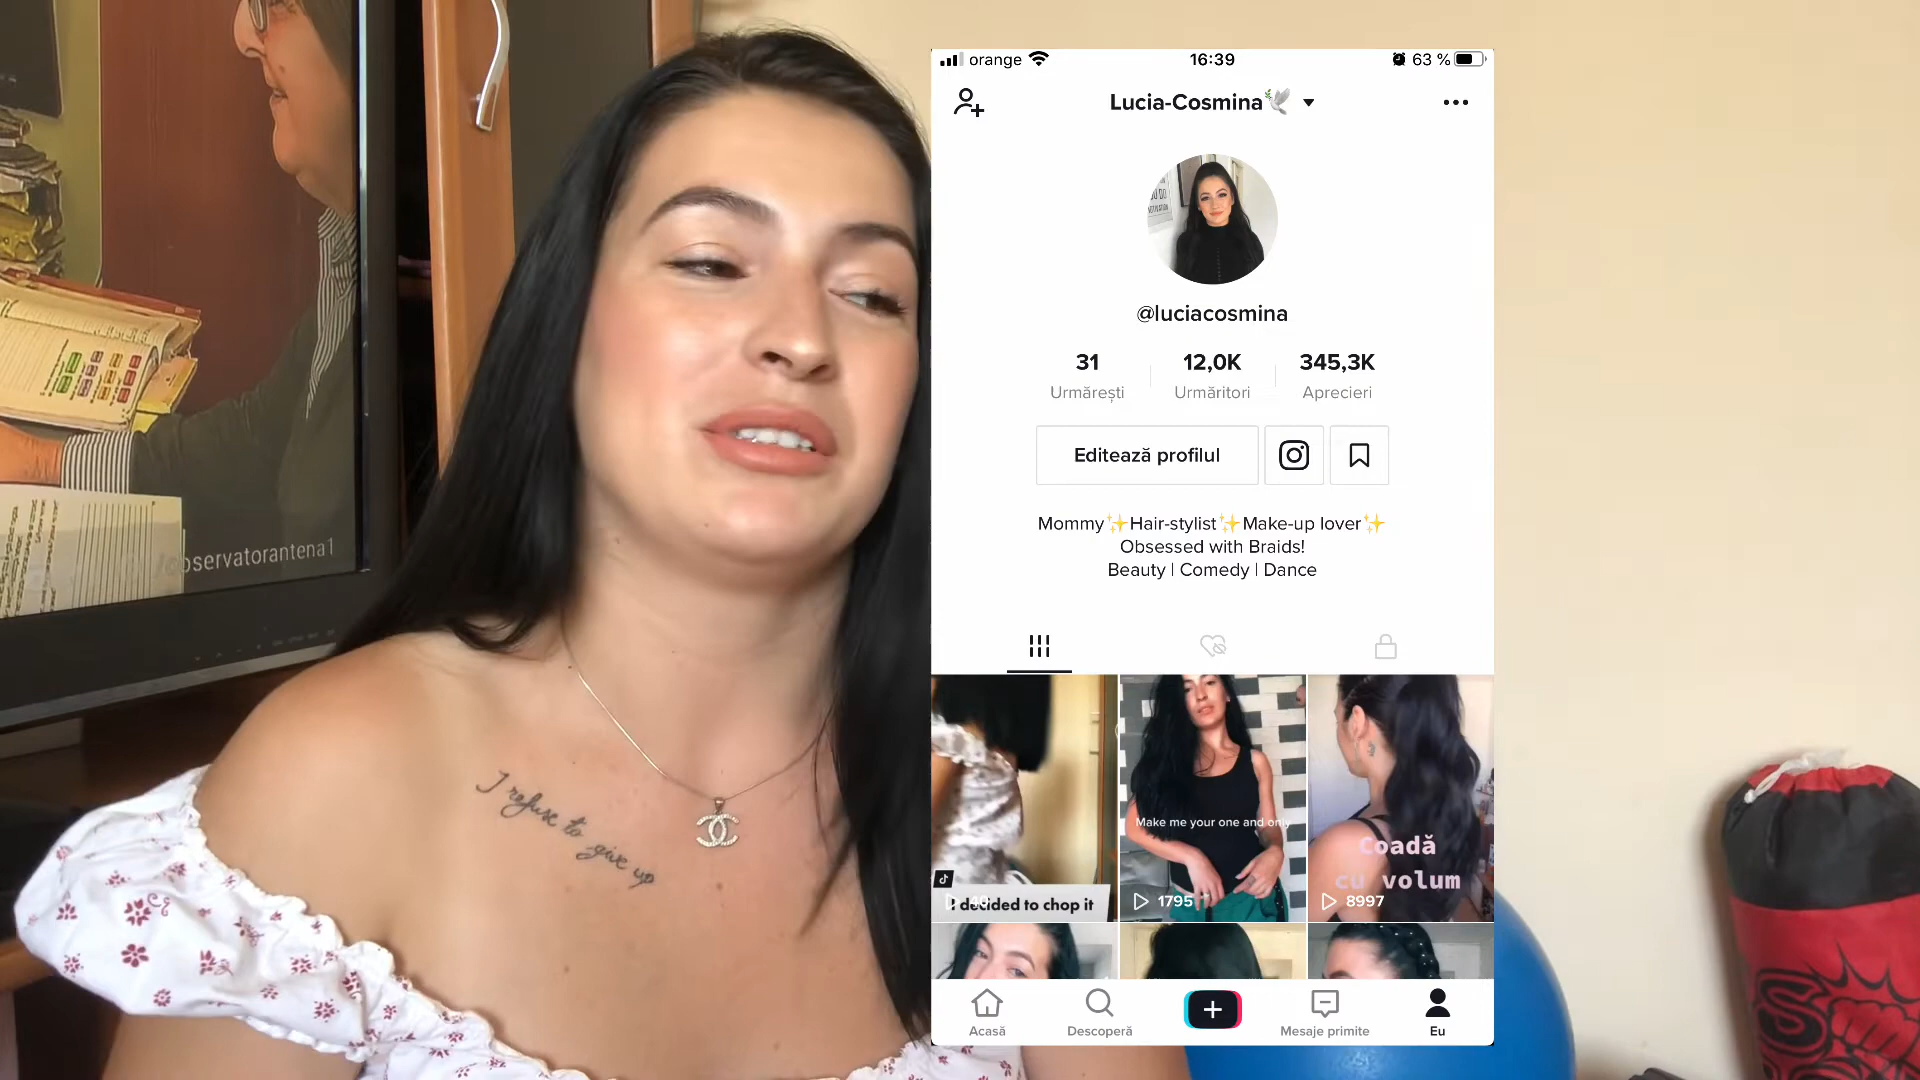 orange
16:39
63 %
Lucia-Cosmina
@luciacosmina
31
12,0K
345,3K
Urmărești
Urmăritori
Aprecieri
Editează profilul
Mommy✨Hair-stylist✨Make-up lover✨
Obsessed with Braids!
Beauty | Comedy | Dance
I refuse to give up
observatorantena1
Make me your one and only
Coadă
cu volum
I decided to chop it
1795
8997
Acasă
Descoperă
Mesaje primite
Eu